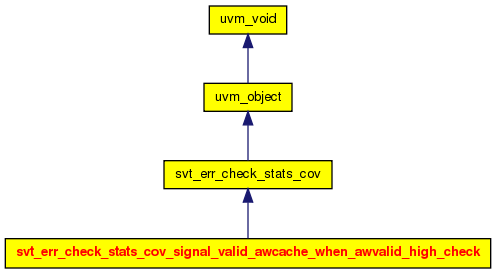 uvm_void
uvm_object
svt_err_check_stats_cov
svt_err_check_stats_cov_signal_valid_awcache_when_awvalid_high_check